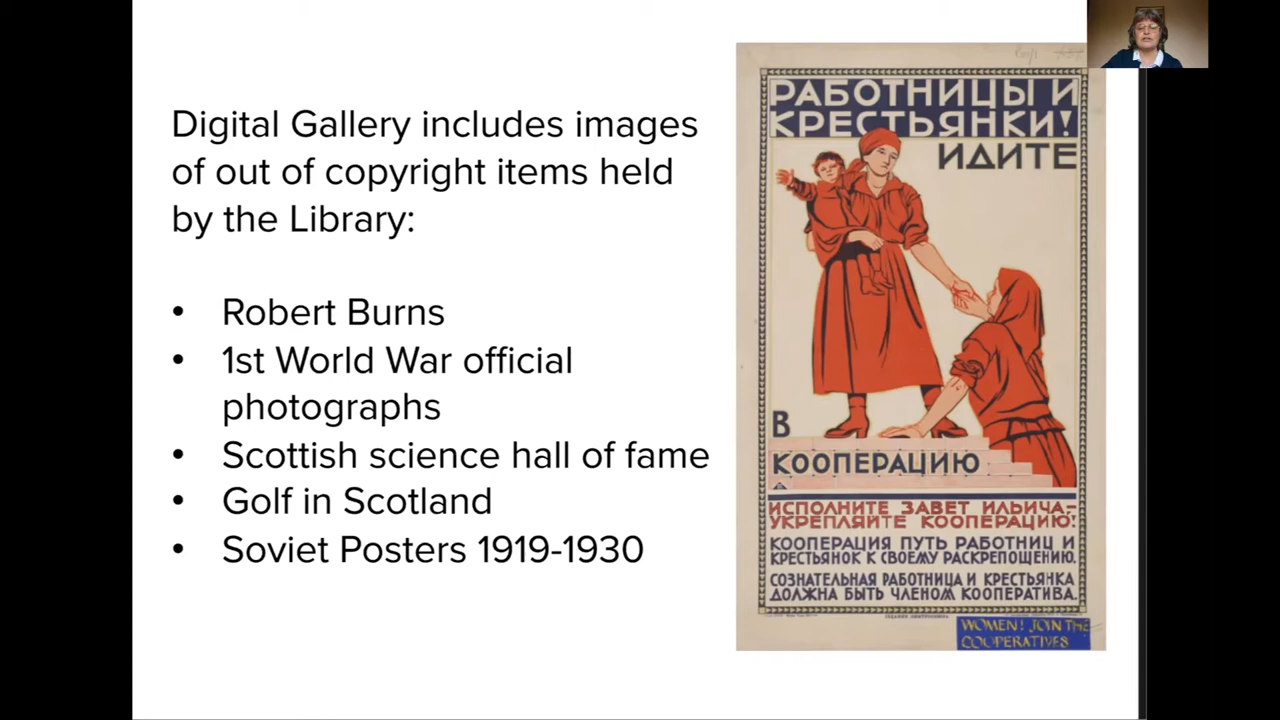 Digital Gallery includes images
of out of copyright items held
by the Library:
• Robert Burns
• 1st World War official
photographs
• Scottish science hall of fame
• Golf in Scotland
• Soviet Posters 1919-1930
РАБОТНИЦЫ И
КРЕСТЬЯНКИ!
ИДИТЕ
В
КООПЕРАЦИЮ
ИСПОЛНИТЕ ЗАВЕТ ИЛЬИЧА,-
УКРЕПЛЯЙТЕ КООПЕРАЦИЮ!
КООПЕРАЦИЯ ПУТЬ РАБОТНИЦ И
КРЕСТЬЯНОК К СВОЕМУ РАСКРЕПОЩЕНИЮ.
СОЗНАТЕЛЬНАЯ РАБОТНИЦА И КРЕСТЬЯНКА
ДОЛЖНА БЫТЬ ЧЛЕНОМ КООПЕРАТИВА.
WOMEN! JOIN THE
COOPERATIVES